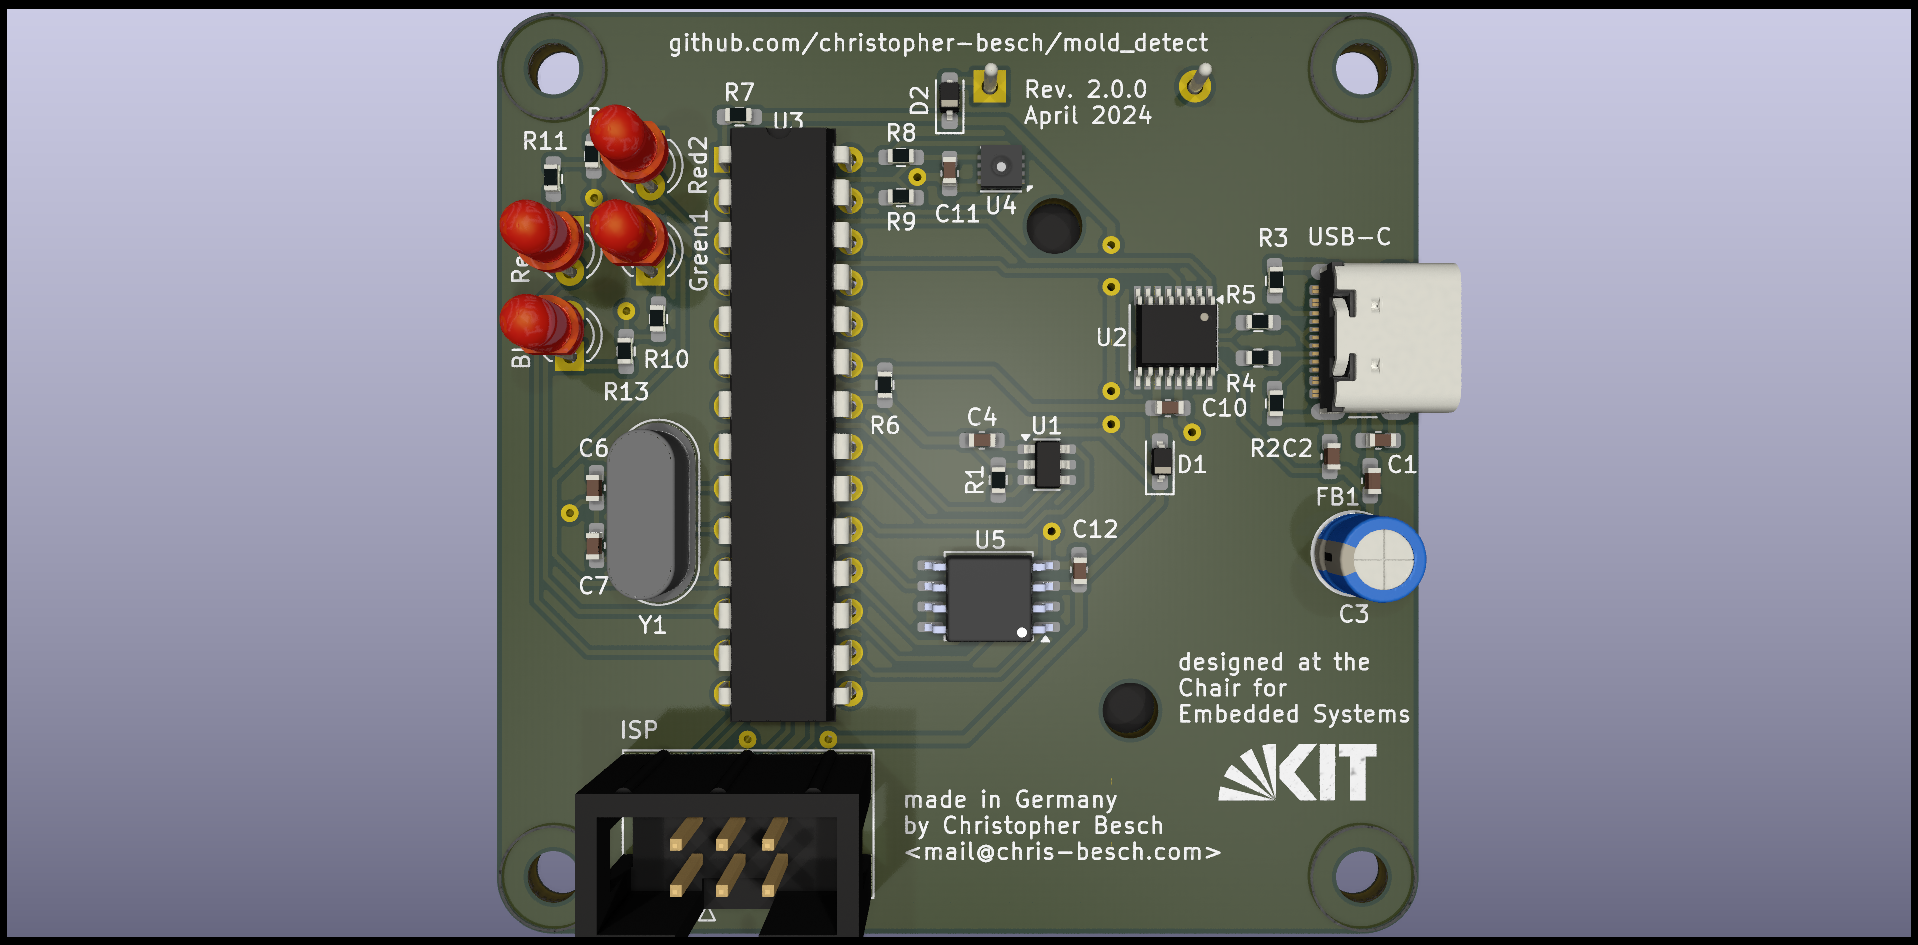 github.com/christopher-besch/mold_detect
Rev. 2.0.0
April 2024
D2
R7
U3
R11
Red2
R8
R9
C11
U4
Green1
R3
USB-C
R5
U2
R4
C10
R10
R13
R6
C4
U1
R1
D1
R2
C2
C1
FB1
C6
C7
Y1
U5
C12
C3
designed at the
Chair for
Embedded Systems
KIT
ISP
made in Germany
by Christopher Besch
<mail@chris-besch.com>